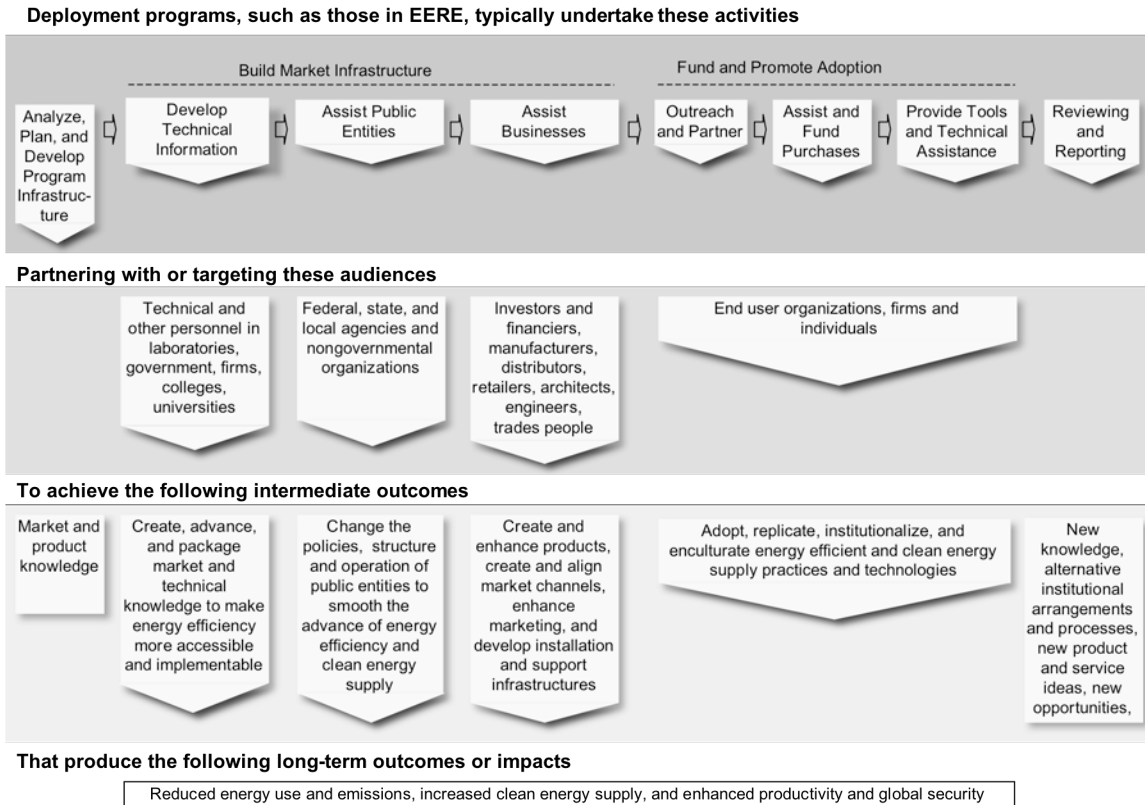 Deployment programs, such as those in EERE, typically undertake these activities
Build Market Infrastructure
Fund and Promote Adoption
Analyze,
Plan, and
Develop
Program
Infrastruc-
ture
Develop
Technical
Information
Assist Public
Entities
Assist
Businesses
Outreach
and Partner
Assist and
Fund
Purchases
Provide Tools
and Technical
Assistance
Reviewing
and
Reporting
Partnering with or targeting these audiences
Technical and
other personnel in
laboratories,
government, firms,
colleges,
universities
Federal, state, and
local agencies and
nongovernmental
organizations
Investors and
financiers,
manufacturers,
distributors,
retailers, architects,
engineers,
trades people
End user organizations, firms and
individuals
To achieve the following intermediate outcomes
Market and
product
knowledge
Create, advance,
and package
market and
technical
knowledge to make
energy efficiency
more accessible
and implementable
Change the
policies, structure
and operation of
public entities to
smooth the
advance of energy
efficiency and
clean energy
supply
Create and
enhance products,
create and align
market channels,
enhance
marketing, and
develop installation
and support
infrastructures
Adopt, replicate, institutionalize, and
enculturate energy efficient and clean energy
supply practices and technologies
New
knowledge,
alternative
institutional
arrangements
and processes,
new product
and service
ideas, new
opportunities,
That produce the following long-term outcomes or impacts
Reduced energy use and emissions, increased clean energy supply, and enhanced productivity and global security